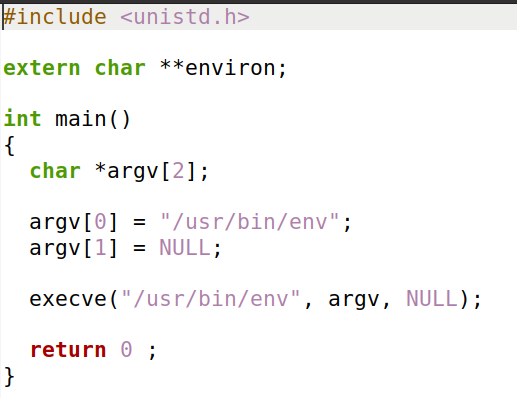 #include <unistd.h>
extern char **environ;
int main()
{
  char *argv[2];
  argv[0] = "/usr/bin/env";
  argv[1] = NULL;
  execve("/usr/bin/env", argv, NULL);
  return 0 ;
}